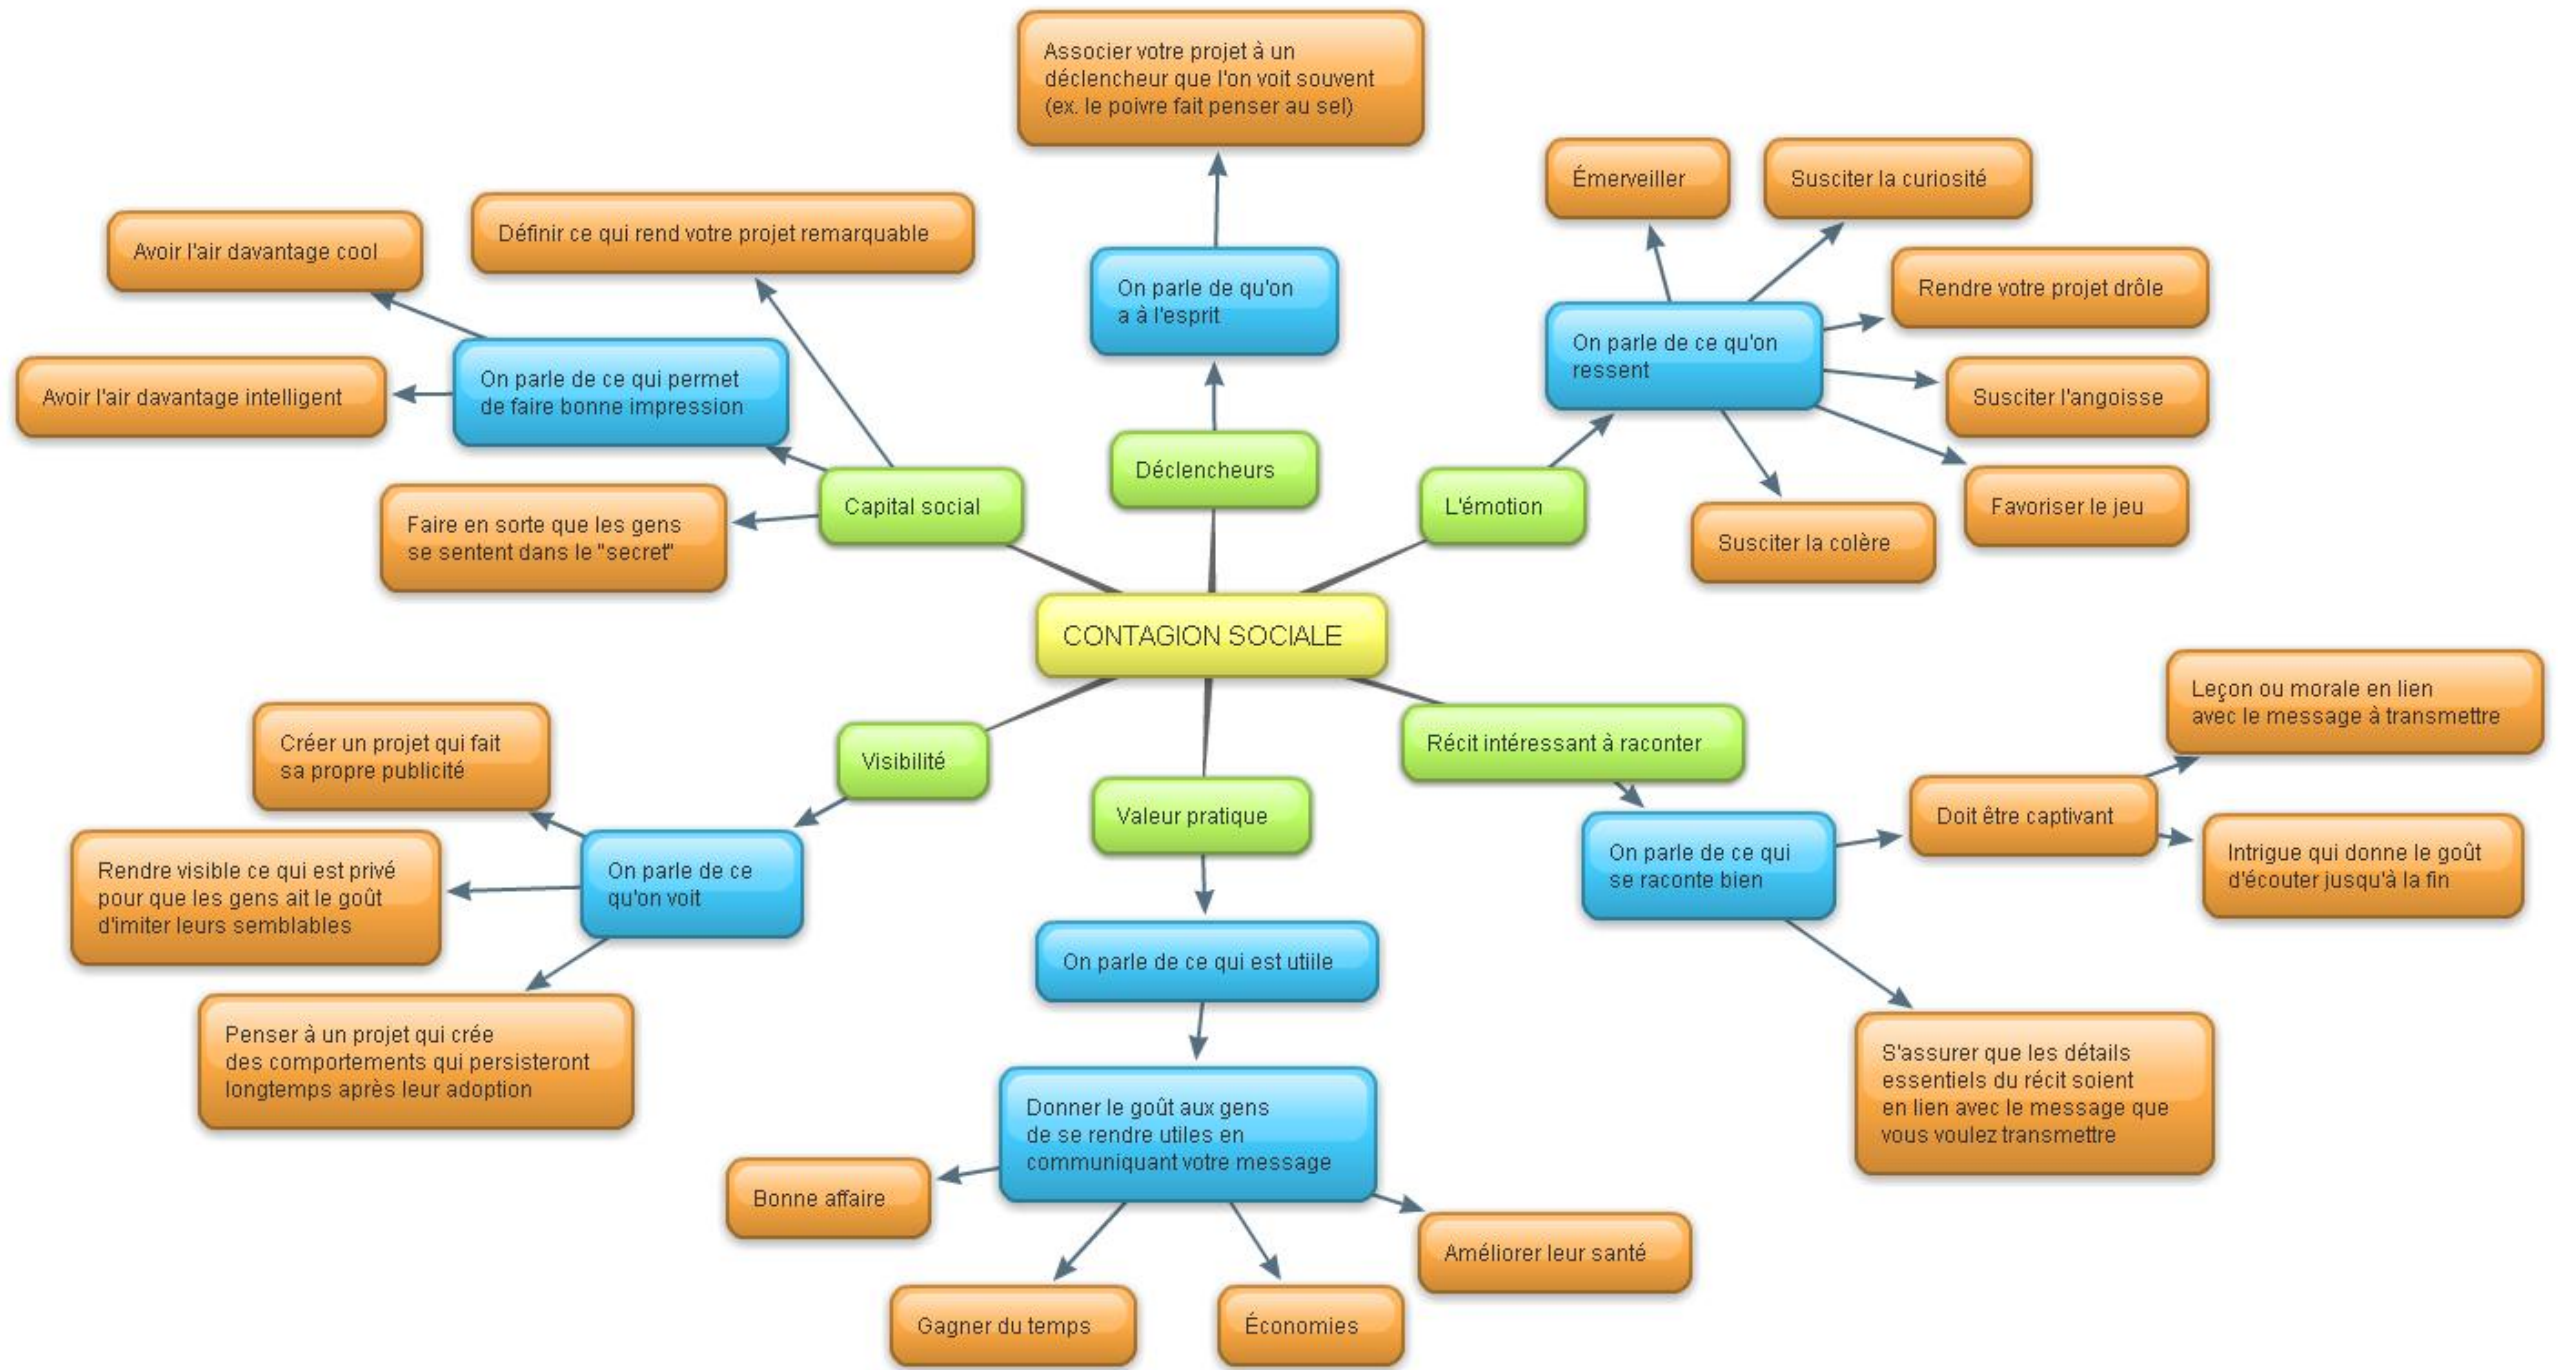 Associer votre projet à un
déclencheur que l'on voit souvent
(ex. le poivre fait penser au sel)
Émerveiller
Susciter la curiosité
Avoir l'air davantage cool
Définir ce qui rend votre projet remarquable
On parle de qu'on
a à l'esprit
Rendre votre projet drôle
On parle de ce qu'on
ressent
Avoir l'air davantage intelligent
On parle de ce qui permet
de faire bonne impression
Susciter l'angoisse
Déclencheurs
Capital social
L'émotion
Favoriser le jeu
Faire en sorte que les gens
se sentent dans le "secret"
Susciter la colère
CONTAGION SOCIALE
Leçon ou morale en lien
avec le message à transmettre
Créer un projet qui fait
sa propre publicité
Visibilité
Récit intéressant à raconter
Valeur pratique
Doit être captivant
Rendre visible ce qui est privé
pour que les gens ait le goût
d'imiter leurs semblables
On parle de ce
qu'on voit
On parle de ce qui
se raconte bien
Intrigue qui donne le goût
d'écouter jusqu'à la fin
On parle de ce qui est utiile
Penser à un projet qui crée
des comportements qui persisteront
longtemps après leur adoption
S'assurer que les détails
essentiels du récit soient
en lien avec le message que
vous voulez transmettre
Donner le goût aux gens
de se rendre utiles en
communiquant votre message
Bonne affaire
Améliorer leur santé
Gagner du temps
Économies